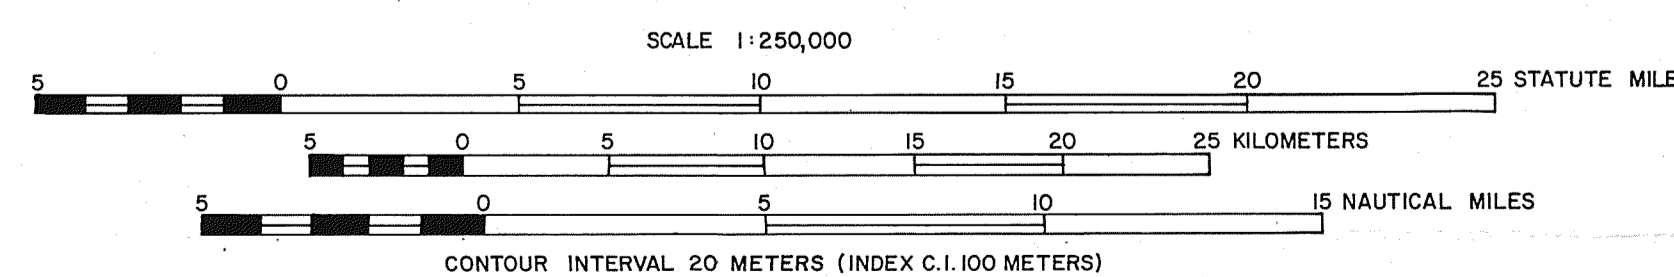 SCALE 1:250,000
5 0 5 10 15 20 25 STATUTE MILE
5 0 5 10 15 20 25 KILOMETERS
5 0 5 10 15 NAUTICAL MILES
CONTOUR INTERVAL 20 METERS (INDEX C.I. 100 METERS)